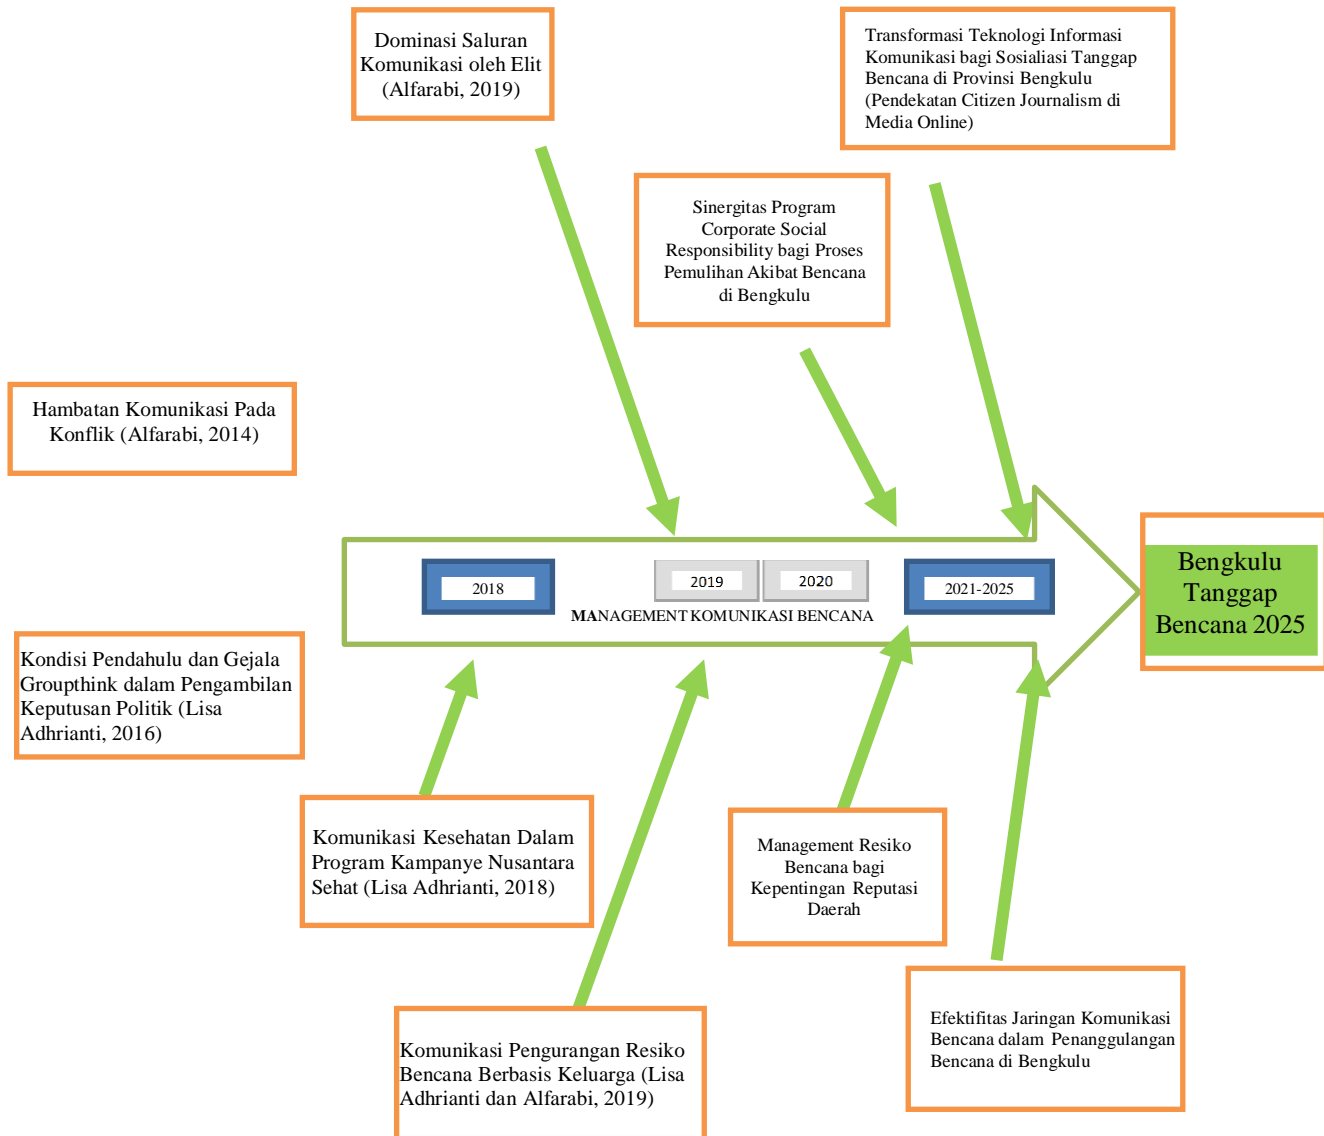 Dominasi Saluran
Komunikasi oleh Elit
(Alfarabi, 2019)
Transformasi Teknologi Informasi
Komunikasi bagi Sosialiasi Tanggap
Bencana di Provinsi Bengkulu
(Pendekatan Citizen Journalism di
Media Online)
Sinergitas Program
Corporate Social
Responsibility bagi Proses
Pemulihan Akibat Bencana
di Bengkulu
Hambatan Komunikasi Pada
Konflik (Alfarabi, 2014)
2018
2019
2020
2021-2025
MANAGEMENT KOMUNIKASI BENCANA
Bengkulu
Tanggap
Bencana 2025
Kondisi Pendahulu dan Gejala
Groupthink dalam Pengambilan
Keputusan Politik (Lisa
Adhrianti, 2016)
Komunikasi Kesehatan Dalam
Program Kampanye Nusantara
Sehat (Lisa Adhrianti, 2018)
Management Resiko
Bencana bagi
Kepentingan Reputasi
Daerah
Komunikasi Pengurangan Resiko
Bencana Berbasis Keluarga (Lisa
Adhrianti dan Alfarabi, 2019)
Efektifitas Jaringan Komunikasi
Bencana dalam Penanggulangan
Bencana di Bengkulu